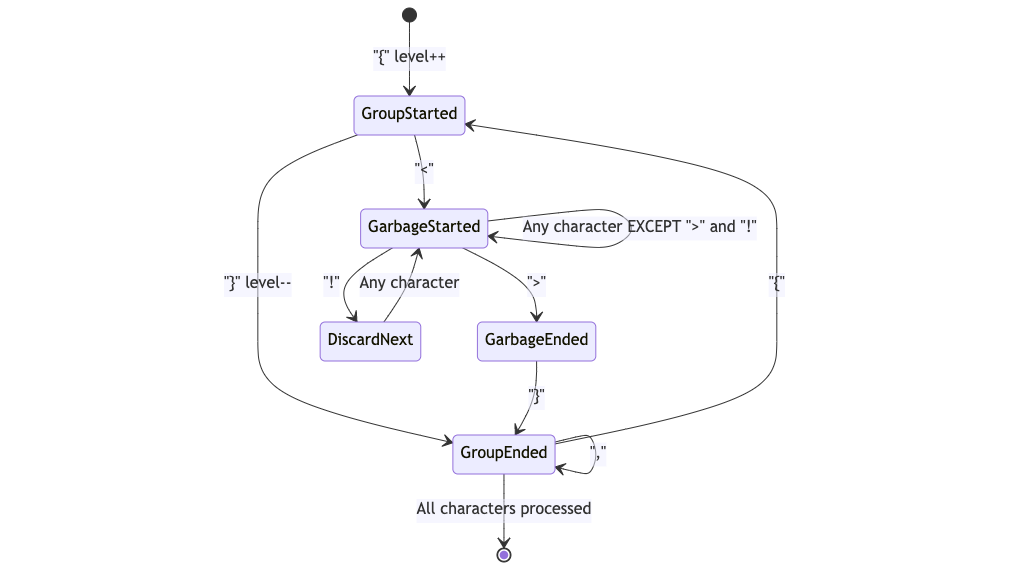 "{" level++
GroupStarted
"<"
GarbageStarted
Any character EXCEPT ">" and "!"
"}" level--
"!"
Any character
">"
"{"
DiscardNext
GarbageEnded
"}"
GroupEnded
","
All characters processed